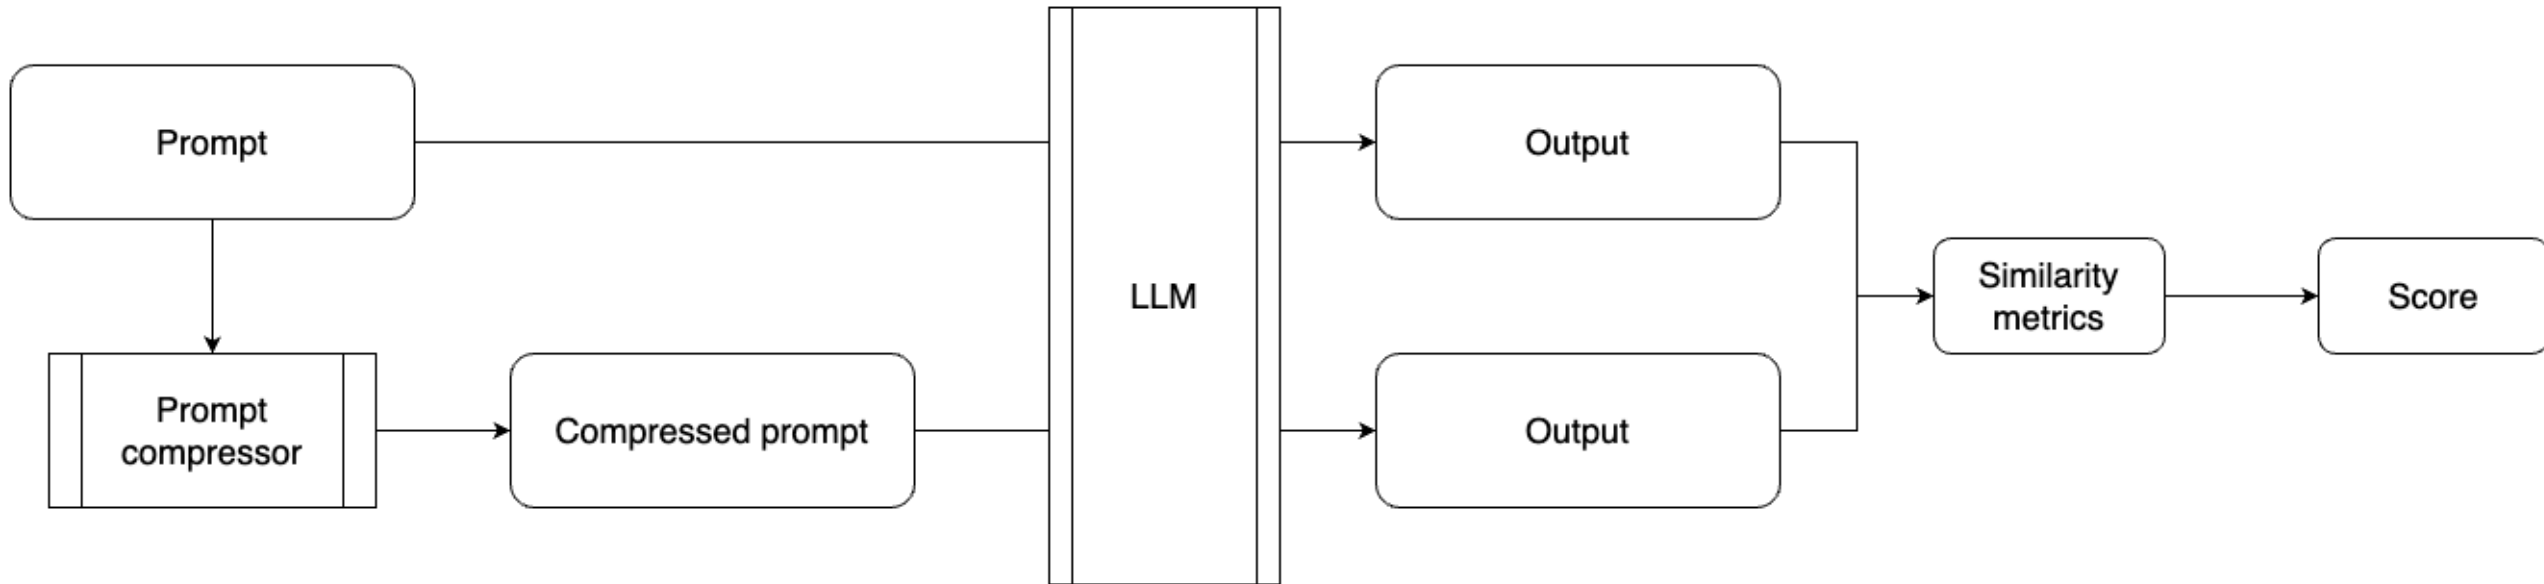 Prompt
Output
LLM
Similarity
metrics
Score
Prompt
compressor
Compressed prompt
Output